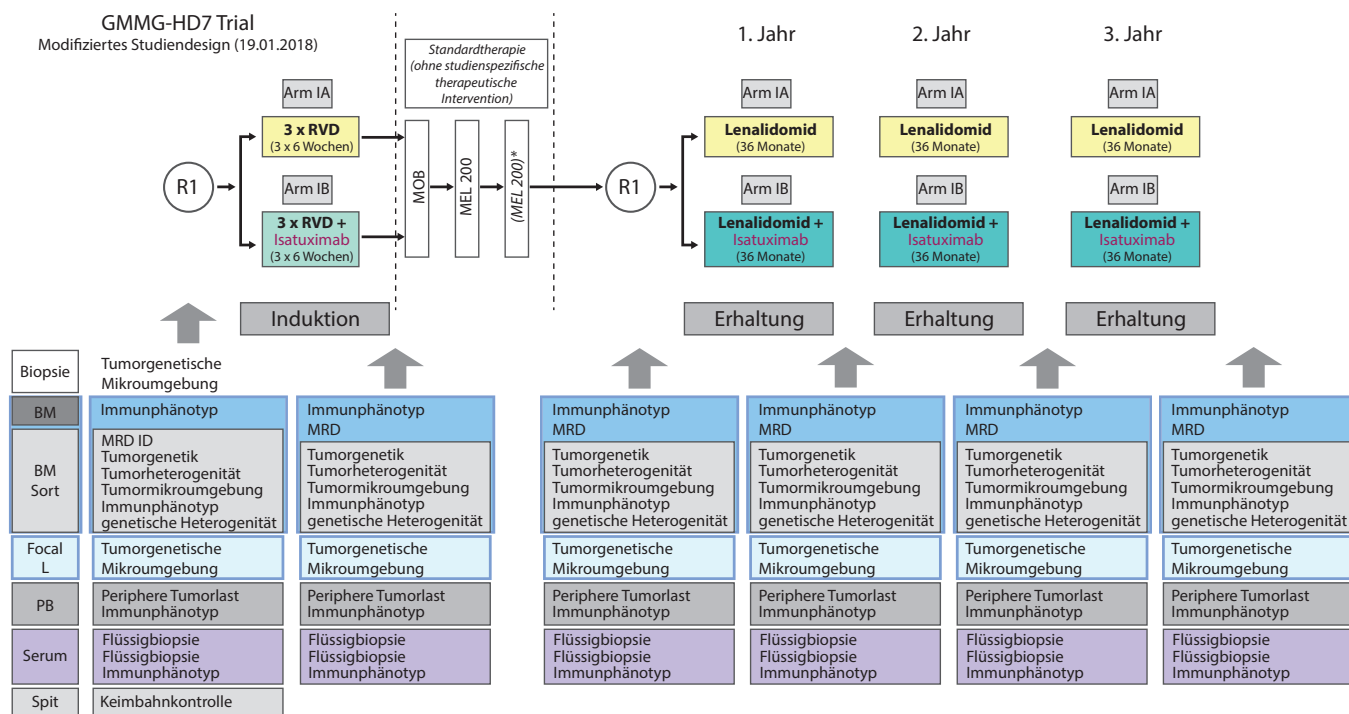 GMMG-HD7 Trial
Modifiziertes Studiendesign (19.01.2018)
Standardtherapie
(ohne studienspezifische
therapeutische
Intervention)
1. Jahr
2. Jahr
3. Jahr
Arm IA
Arm IA
Arm IA
Arm IA
3 x RVD
(3 x 6 Wochen)
Lenalidomid
(36 Monate)
Lenalidomid
(36 Monate)
Lenalidomid
(36 Monate)
R1
MOB
MEL 200
(MEL 200)*
R1
Arm IB
Arm IB
Arm IB
Arm IB
3 x RVD +
Isatuximab
(3 x 6 Wochen)
Lenalidomid +
Isatuximab
(36 Monate)
Lenalidomid +
Isatuximab
(36 Monate)
Lenalidomid +
Isatuximab
(36 Monate)
Induktion
Erhaltung
Erhaltung
Erhaltung
Biopsie
Tumorgenetische
Mikroumgebung
BM
Immunphänotyp
Immunphänotyp
MRD
Immunphänotyp
MRD
Immunphänotyp
MRD
Immunphänotyp
MRD
Immunphänotyp
MRD
BM
Sort
MRD ID
Tumorgenetik
Tumorheterogenität
Tumormikroumgebung
Immunphänotyp
genetische Heterogenität
Tumorgenetik
Tumorheterogenität
Tumormikroumgebung
Immunphänotyp
genetische Heterogenität
Tumorgenetik
Tumorheterogenität
Tumormikroumgebung
Immunphänotyp
genetische Heterogenität
Tumorgenetik
Tumorheterogenität
Tumormikroumgebung
Immunphänotyp
genetische Heterogenität
Tumorgenetik
Tumorheterogenität
Tumormikroumgebung
Immunphänotyp
genetische Heterogenität
Tumorgenetik
Tumorheterogenität
Tumormikroumgebung
Immunphänotyp
genetische Heterogenität
Focal
L
Tumorgenetische
Mikroumgebung
Tumorgenetische
Mikroumgebung
Tumorgenetische
Mikroumgebung
Tumorgenetische
Mikroumgebung
Tumorgenetische
Mikroumgebung
Tumorgenetische
Mikroumgebung
PB
Periphere Tumorlast
Immunphänotyp
Periphere Tumorlast
Immunphänotyp
Periphere Tumorlast
Immunphänotyp
Periphere Tumorlast
Immunphänotyp
Periphere Tumorlast
Immunphänotyp
Periphere Tumorlast
Immunphänotyp
Serum
Flüssigbiopsie
Flüssigbiopsie
Immunphänotyp
Flüssigbiopsie
Flüssigbiopsie
Immunphänotyp
Flüssigbiopsie
Flüssigbiopsie
Immunphänotyp
Flüssigbiopsie
Flüssigbiopsie
Immunphänotyp
Flüssigbiopsie
Flüssigbiopsie
Immunphänotyp
Flüssigbiopsie
Flüssigbiopsie
Immunphänotyp
Spit
Keimbahnkontrolle